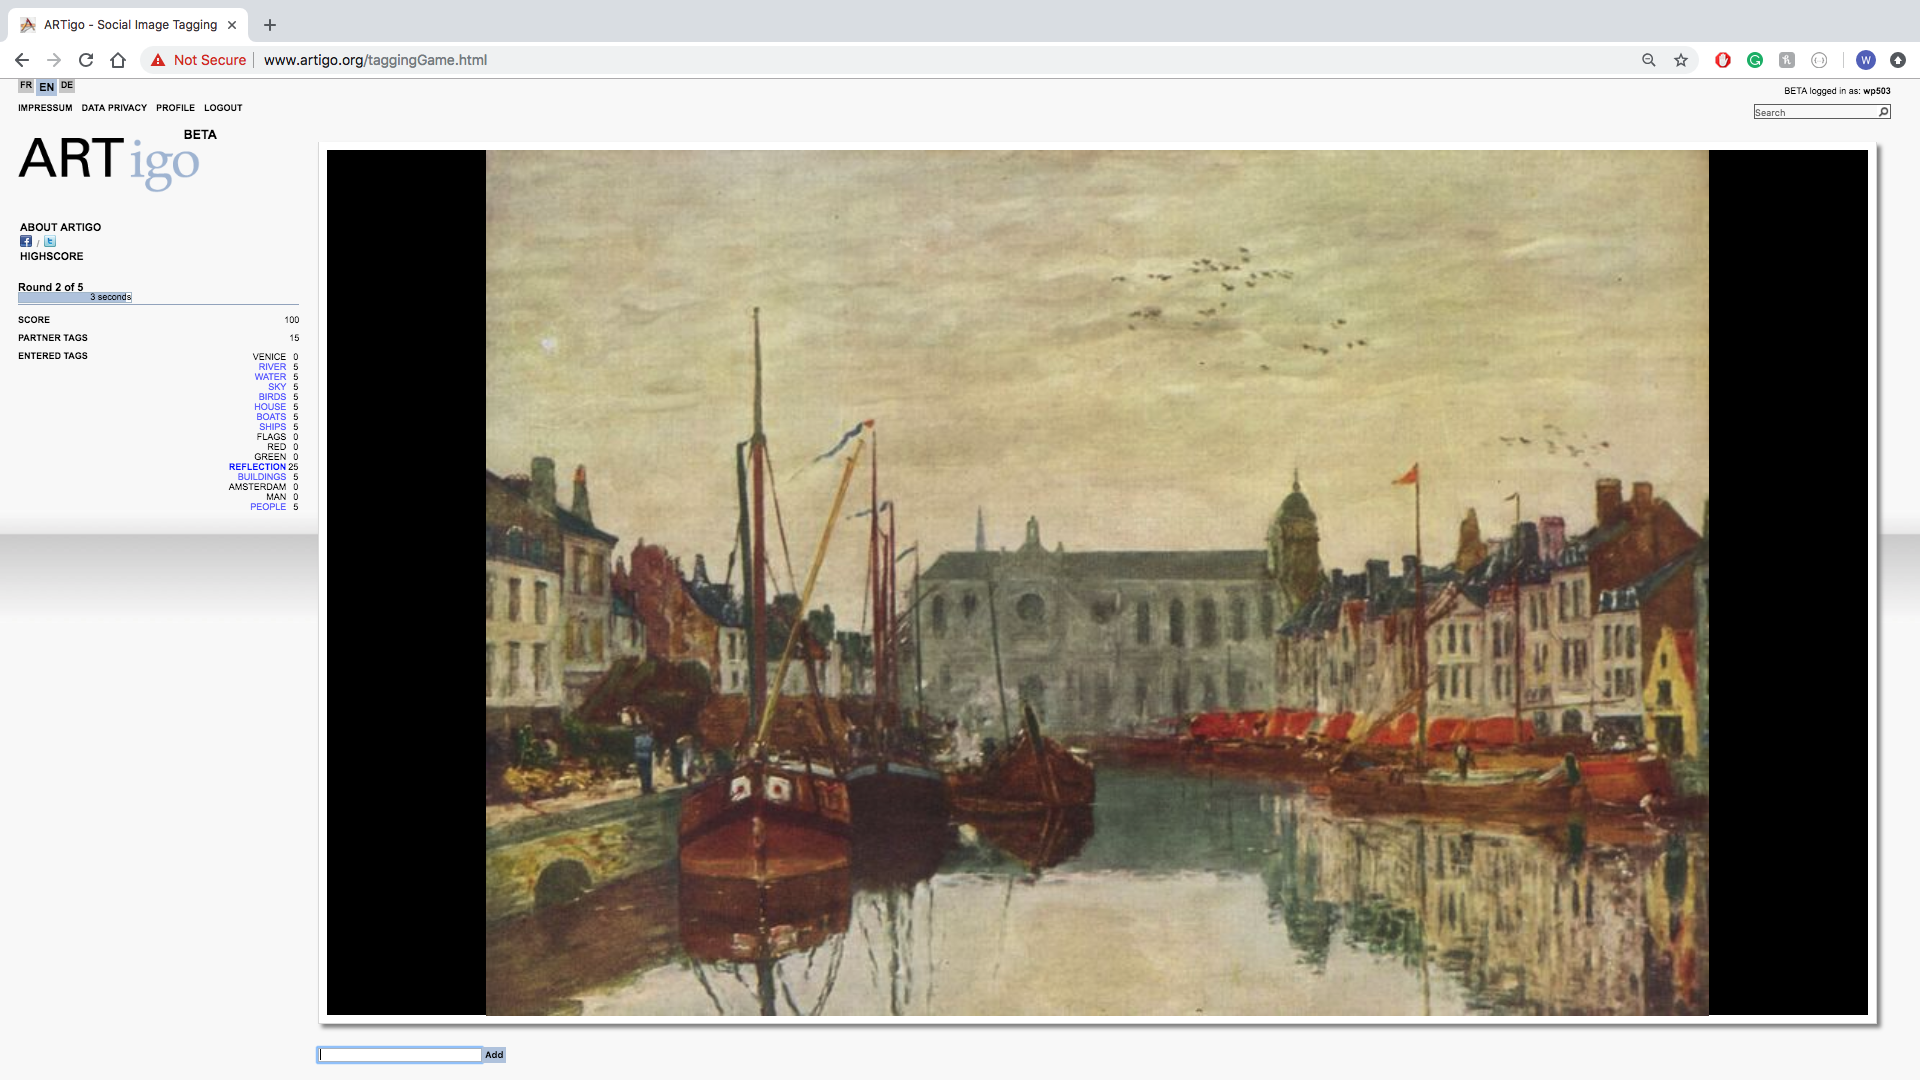 ARTigo - Social Image Tagging
Not Secure www.artigo.org/taggingGame.html
W
FR EN DE
BETA logged in as: wp503
IMPRESSUM DATA PRIVACY PROFILE LOGOUT
Search
BETA
ARTigo
ABOUT ARTIGO
/
HIGHSCORE
Round 2 of 5
3 seconds
SCORE 100
PARTNER TAGS 15
ENTERED TAGS
VENICE 0
RIVER 5
WATER 5
SKY 5
BIRDS 5
HOUSE 5
BOATS 5
SHIPS 5
FLAGS 0
RED 0
GREEN 0
REFLECTION 25
BUILDINGS 5
AMSTERDAM 0
MAN 0
PEOPLE 5
Add